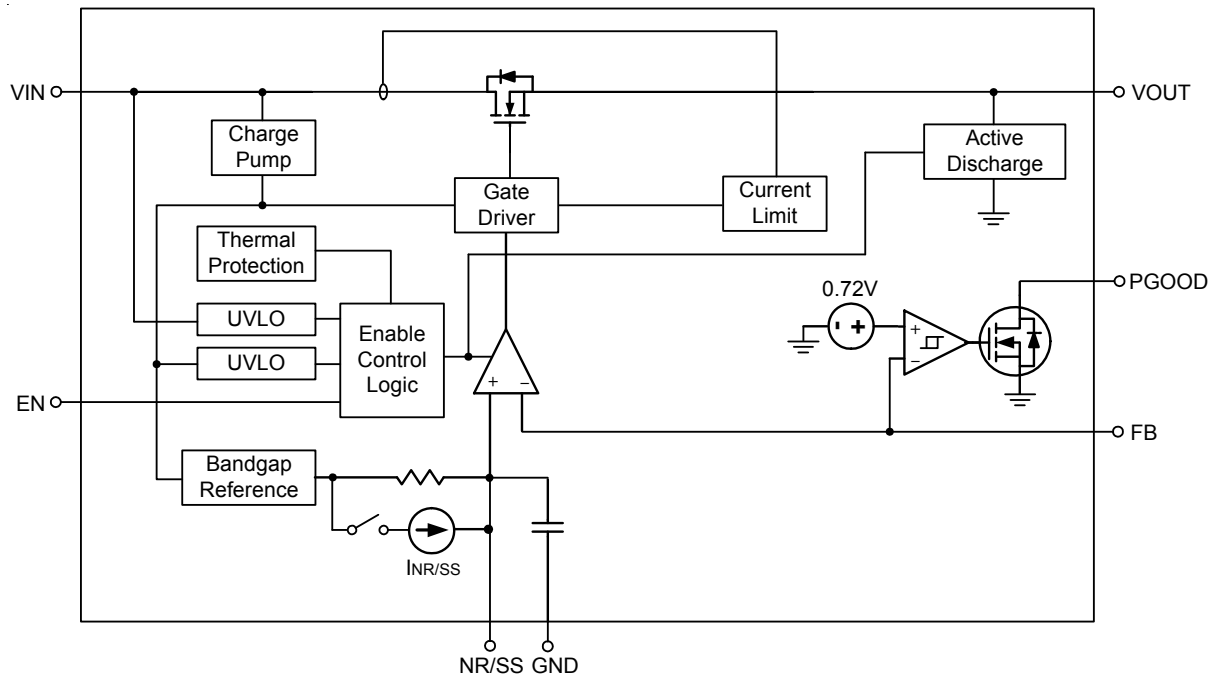 VIN
VOUT
Charge
Pump
Active
Discharge
Gate
Driver
Current
Limit
Thermal
Protection
PGOOD
0.72V
- +
UVLO
Enable
Control
Logic
+
−
UVLO
+ −
EN
FB
Bandgap
Reference
INR/SS
NR/SS GND